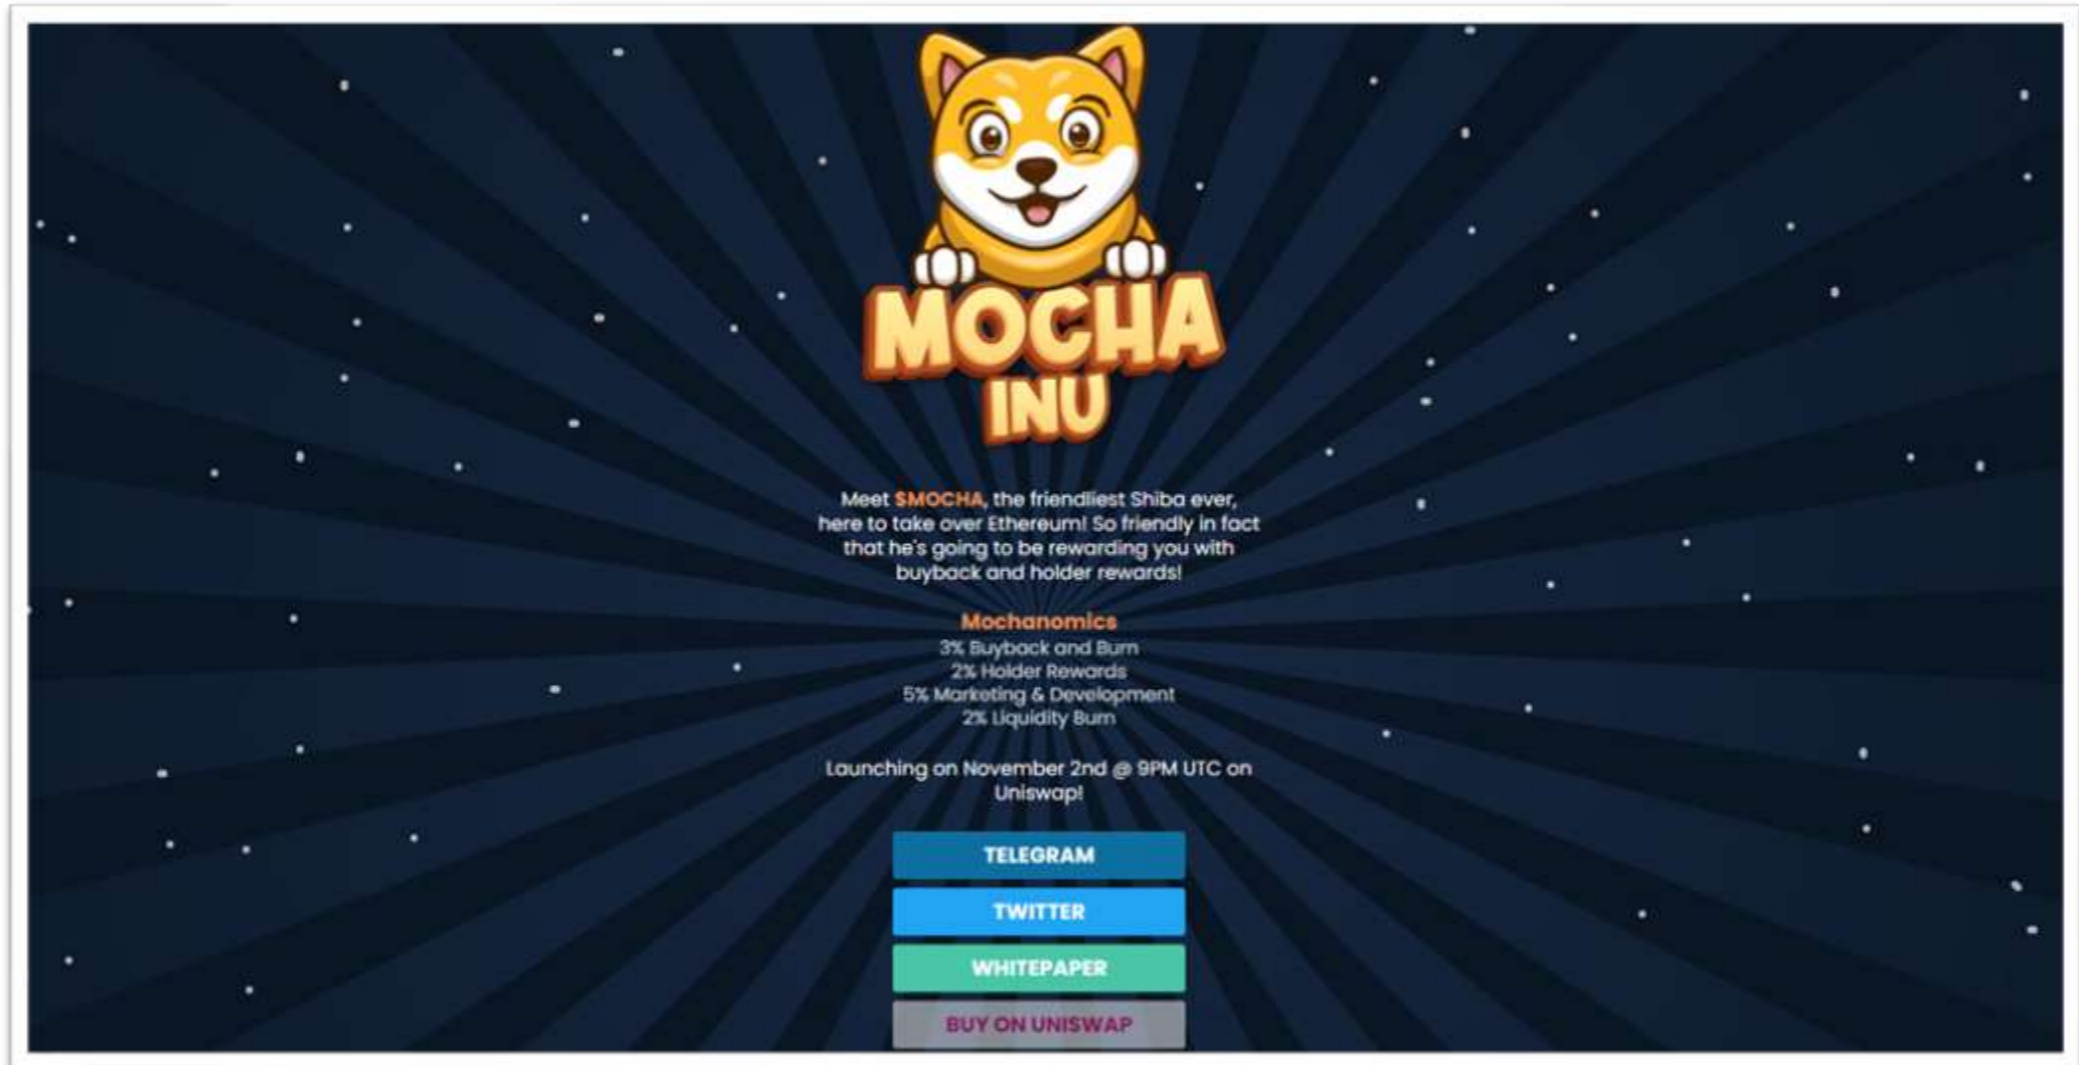 MOCHA
INU
Meet $MOCHA, the friendliest Shiba ever,
here to take over Ethereum! So friendly in fact
that he's going to be rewarding you with
buyback and holder rewards!
Mochanomics
3% Buyback and Burn
2% Holder Rewards
5% Marketing & Development
2% Liquidity Burn
Launching on November 2nd @ 9PM UTC on
Uniswap!
TELEGRAM
TWITTER
WHITEPAPER
BUY ON UNISWAP